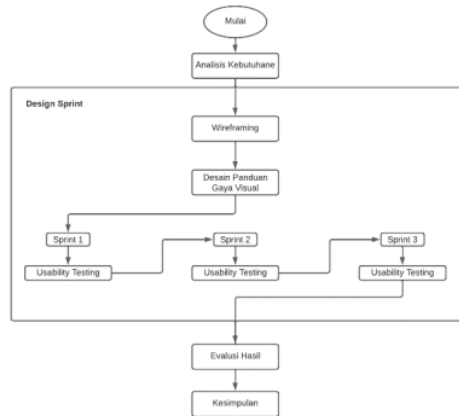 Mulai
Analisis Kebutuhane
Design Sprint
Wireframing
Desain Panduan
Gaya Visual
Sprint 1
Sprint 2
Sprint 3
Usability Testing
Usability Testing
Usability Testing
Evalusi Hasil
Kesimpulan